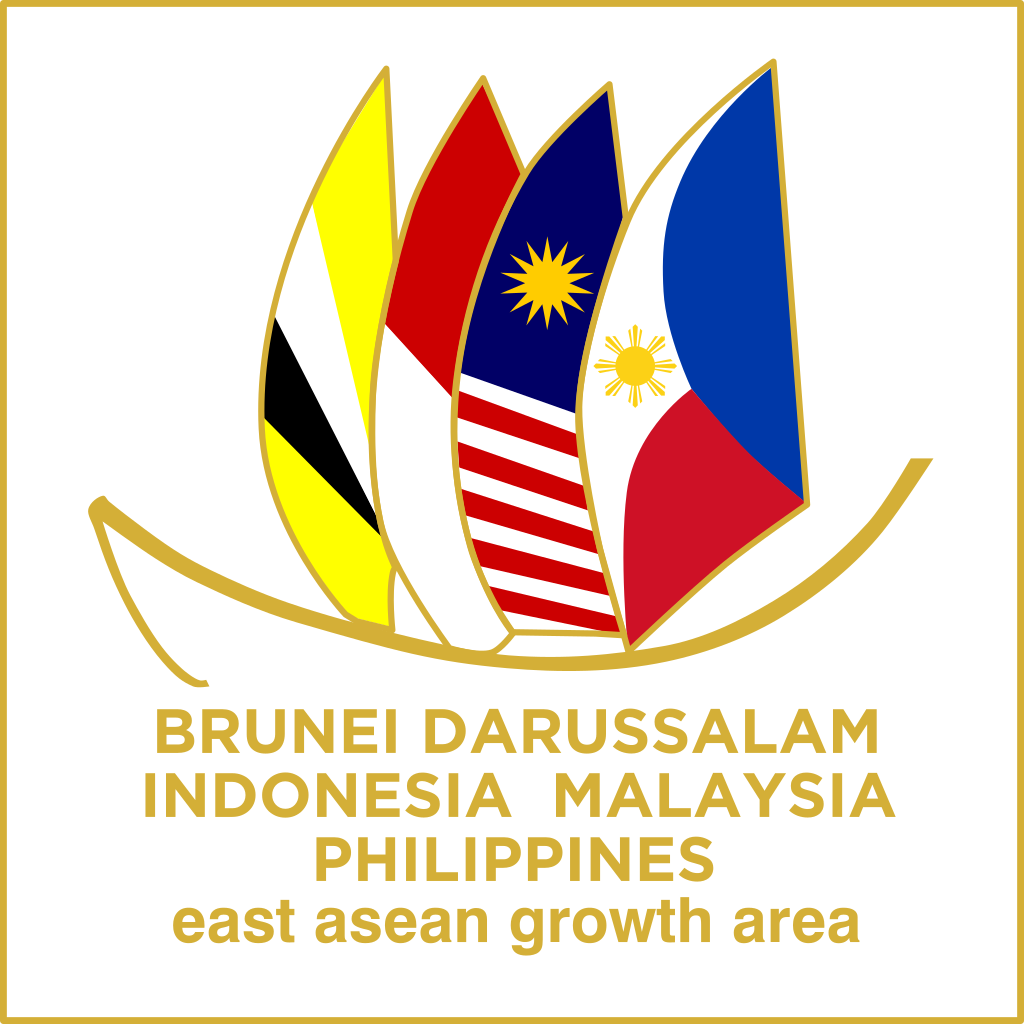 BRUNEI DARUSSALAM
INDONESIA MALAYSIA
PHILIPPINES
east asean growth area